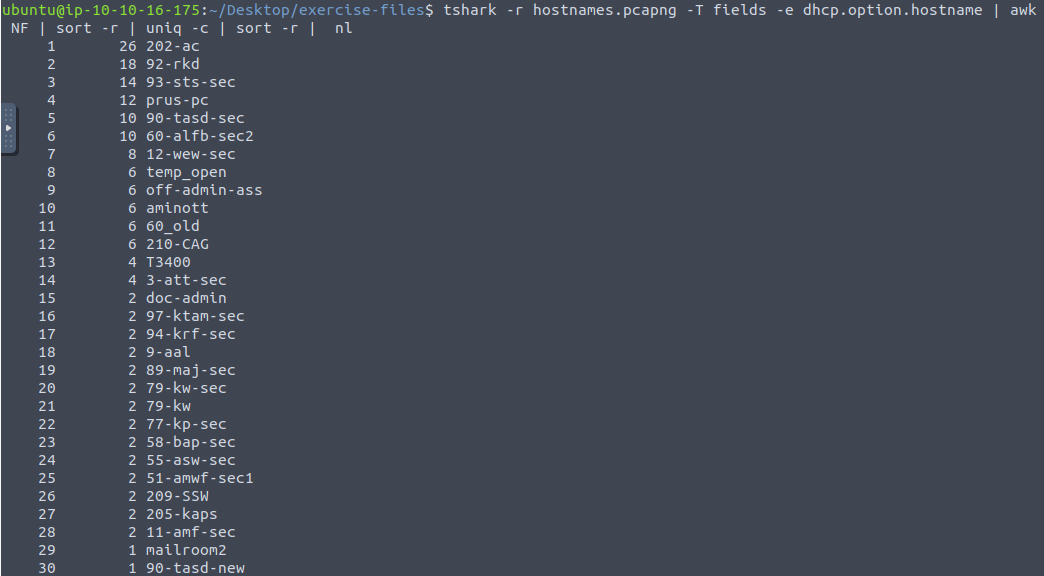 ubuntu@ip-10-10-16-175:~/Desktop/exercise-files$ tshark -r hostnames.pcapng -T fields -e dhcp.option.hostname | awk
NF | sort -r | uniq -c | sort -r | nl
1 26 202-ac
2 18 92-rkd
3 14 93-sts-sec
4 12 prus-pc
5 10 90-tasd-sec
6 10 60-alfb-sec2
7 8 12-wew-sec
8 6 temp_open
9 6 off-admin-ass
10 6 aminott
11 6 60_old
12 6 210-CAG
13 4 T3400
14 4 3-att-sec
15 2 doc-admin
16 2 97-ktam-sec
17 2 94-krf-sec
18 2 9-aal
19 2 89-maj-sec
20 2 79-kw-sec
21 2 79-kw
22 2 77-kp-sec
23 2 58-bap-sec
24 2 55-asw-sec
25 2 51-amwf-sec1
26 2 209-SSW
27 2 205-kaps
28 2 11-amf-sec
29 1 mailroom2
30 1 90-tasd-new